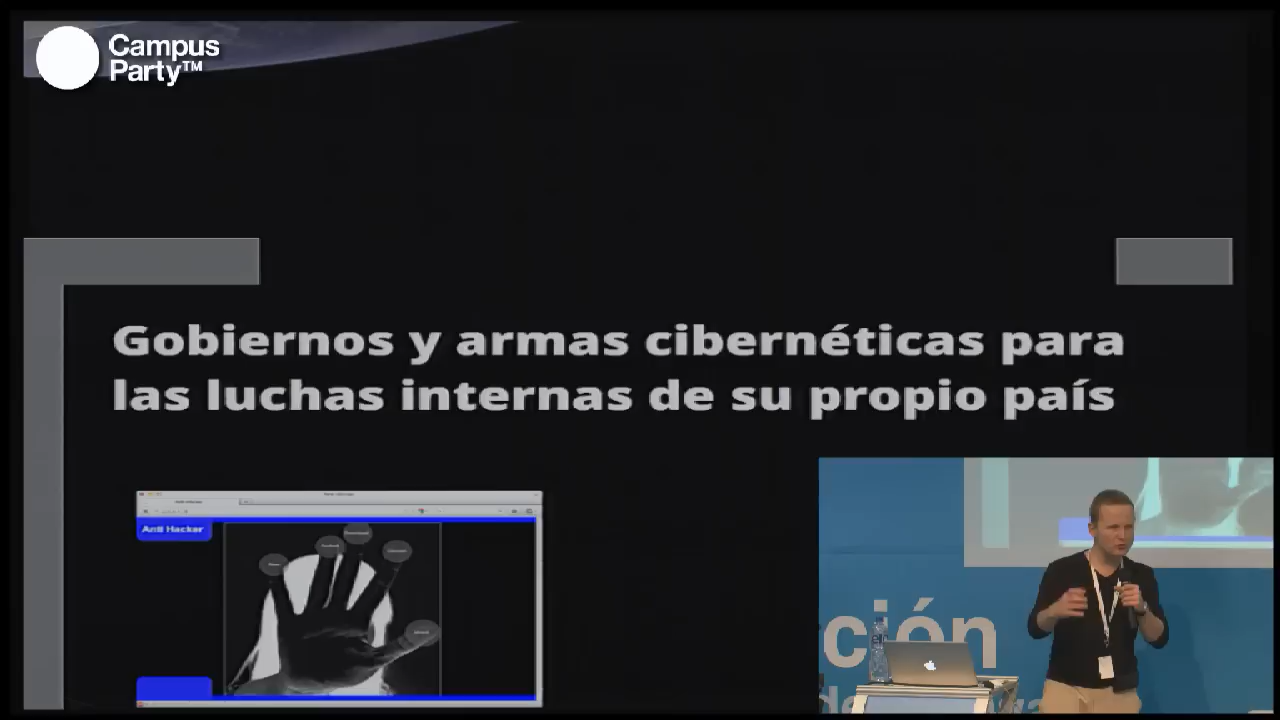 Campus
Party™
Gobiernos y armas cibernéticas para
las luchas internas de su propio país
Anti Hacker
ción